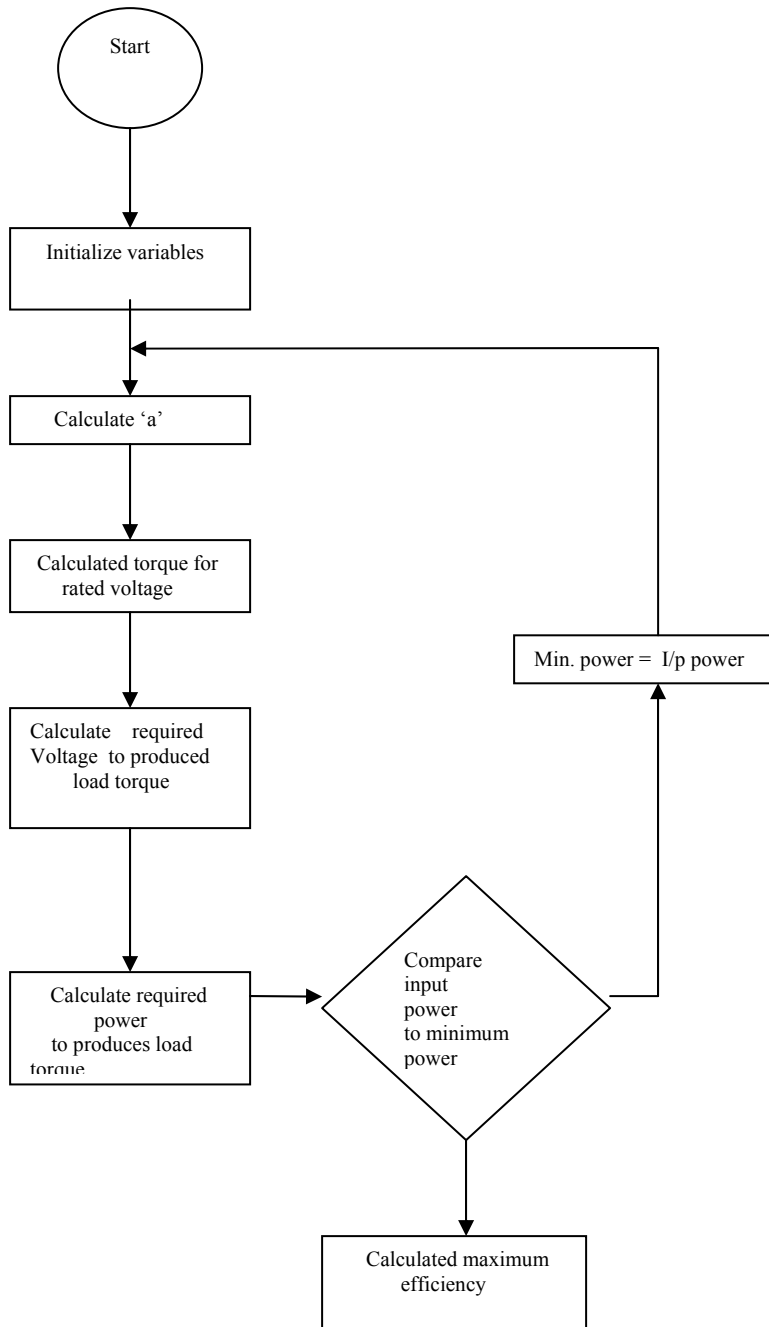 Start
Initialize variables
Calculate ‘a’
Calculated torque for
rated voltage
Calculate required
Voltage to produced
load torque
Calculate required
power
to produces load
torque
Compare
input
power
to minimum
power
Min. power = I/p power
Calculated maximum
efficiency